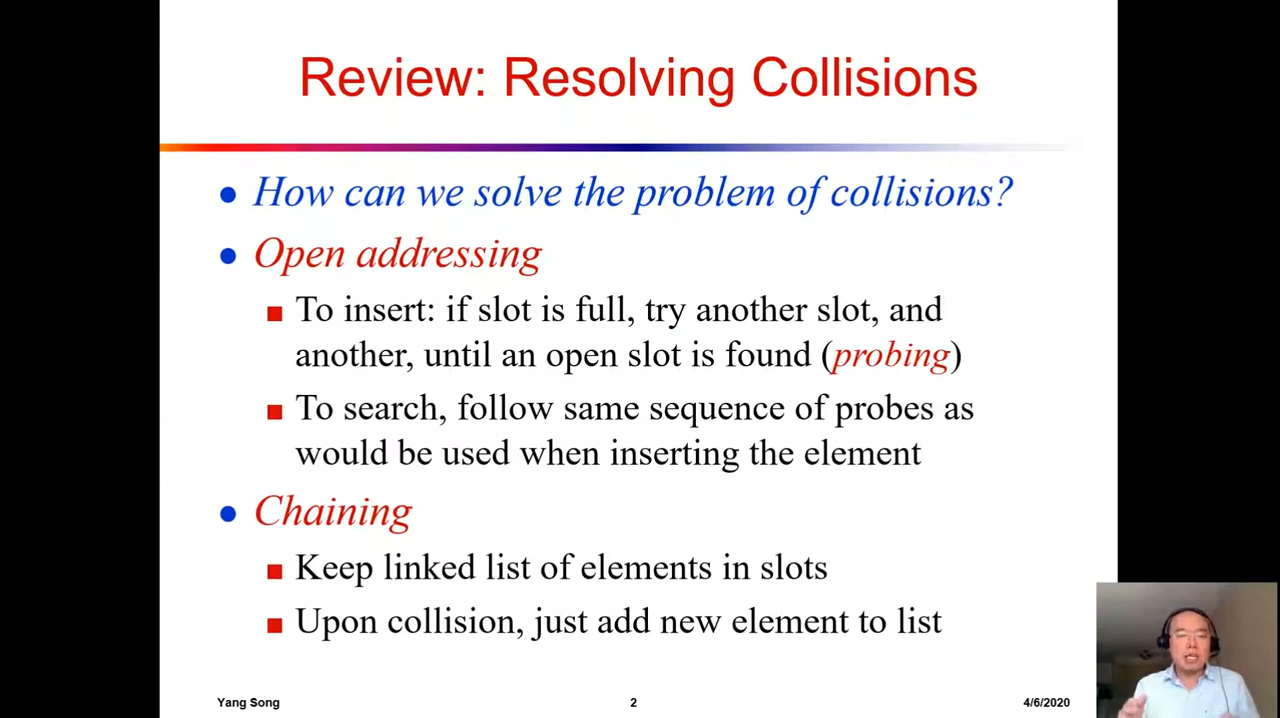 Review: Resolving Collisions
How can we solve the problem of collisions?
Open addressing
To insert: if slot is full, try another slot, and
another, until an open slot is found (probing)
To search, follow same sequence of probes as
would be used when inserting the element
Chaining
Keep linked list of elements in slots
Upon collision, just add new element to list
Yang Song
2
4/6/2020